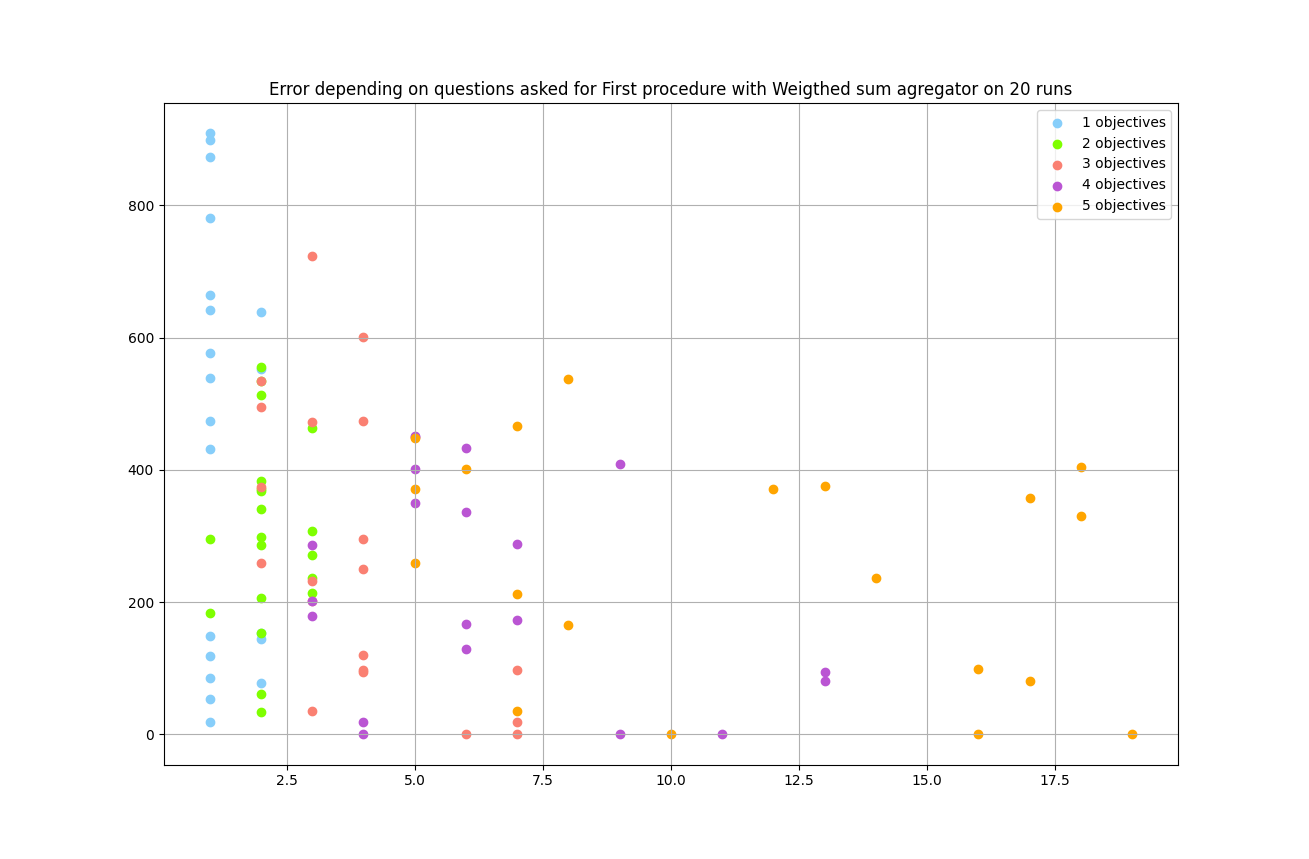 Error depending on questions asked for First procedure with Weigthed sum agregator on 20 runs
1 objectives
2 objectives
3 objectives
4 objectives
5 objectives
800
600
400
200
0
2.5 5.0 7.5 10.0 12.5 15.0 17.5